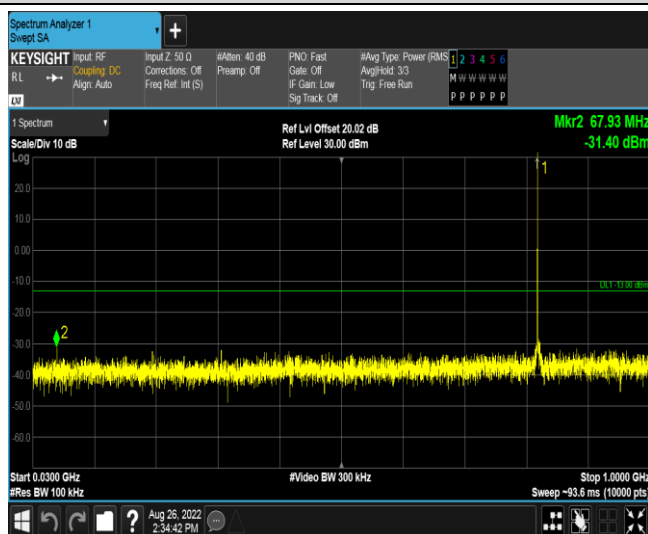 Spectrum Analyzer 1
Swept SA
+
KEYSIGHT Input: RF Input Z: 50 Ω #Atten: 40 dB PNO: Fast #Avg Type: Power (RMS 1 2 3 4 5 6
RL Coupling: DC Corrections: Off Preamp: Off Gate: Off Avg|Hold: 3/3 M W W W W W
Align: Auto Freq Ref: Int (S) IF Gain: Low Trig: Free Run
LXI Sig Track: Off P P P P P P
1 Spectrum Ref Lvl Offset 20.02 dB Mkr2 67.93 MHz
Scale/Div 10 dB Ref Level 30.00 dBm -31.40 dBm
Log
1
20.0
10.0
0.00
-10.0
DL1 -13.00 dBm
-20.0
2
-30.0
-40.0
-50.0
-60.0
Start 0.0300 GHz #Video BW 300 kHz Stop 1.0000 GHz
#Res BW 100 kHz Sweep ~93.6 ms (10000 pts)
? Aug 26, 2022
2:34:42 PM